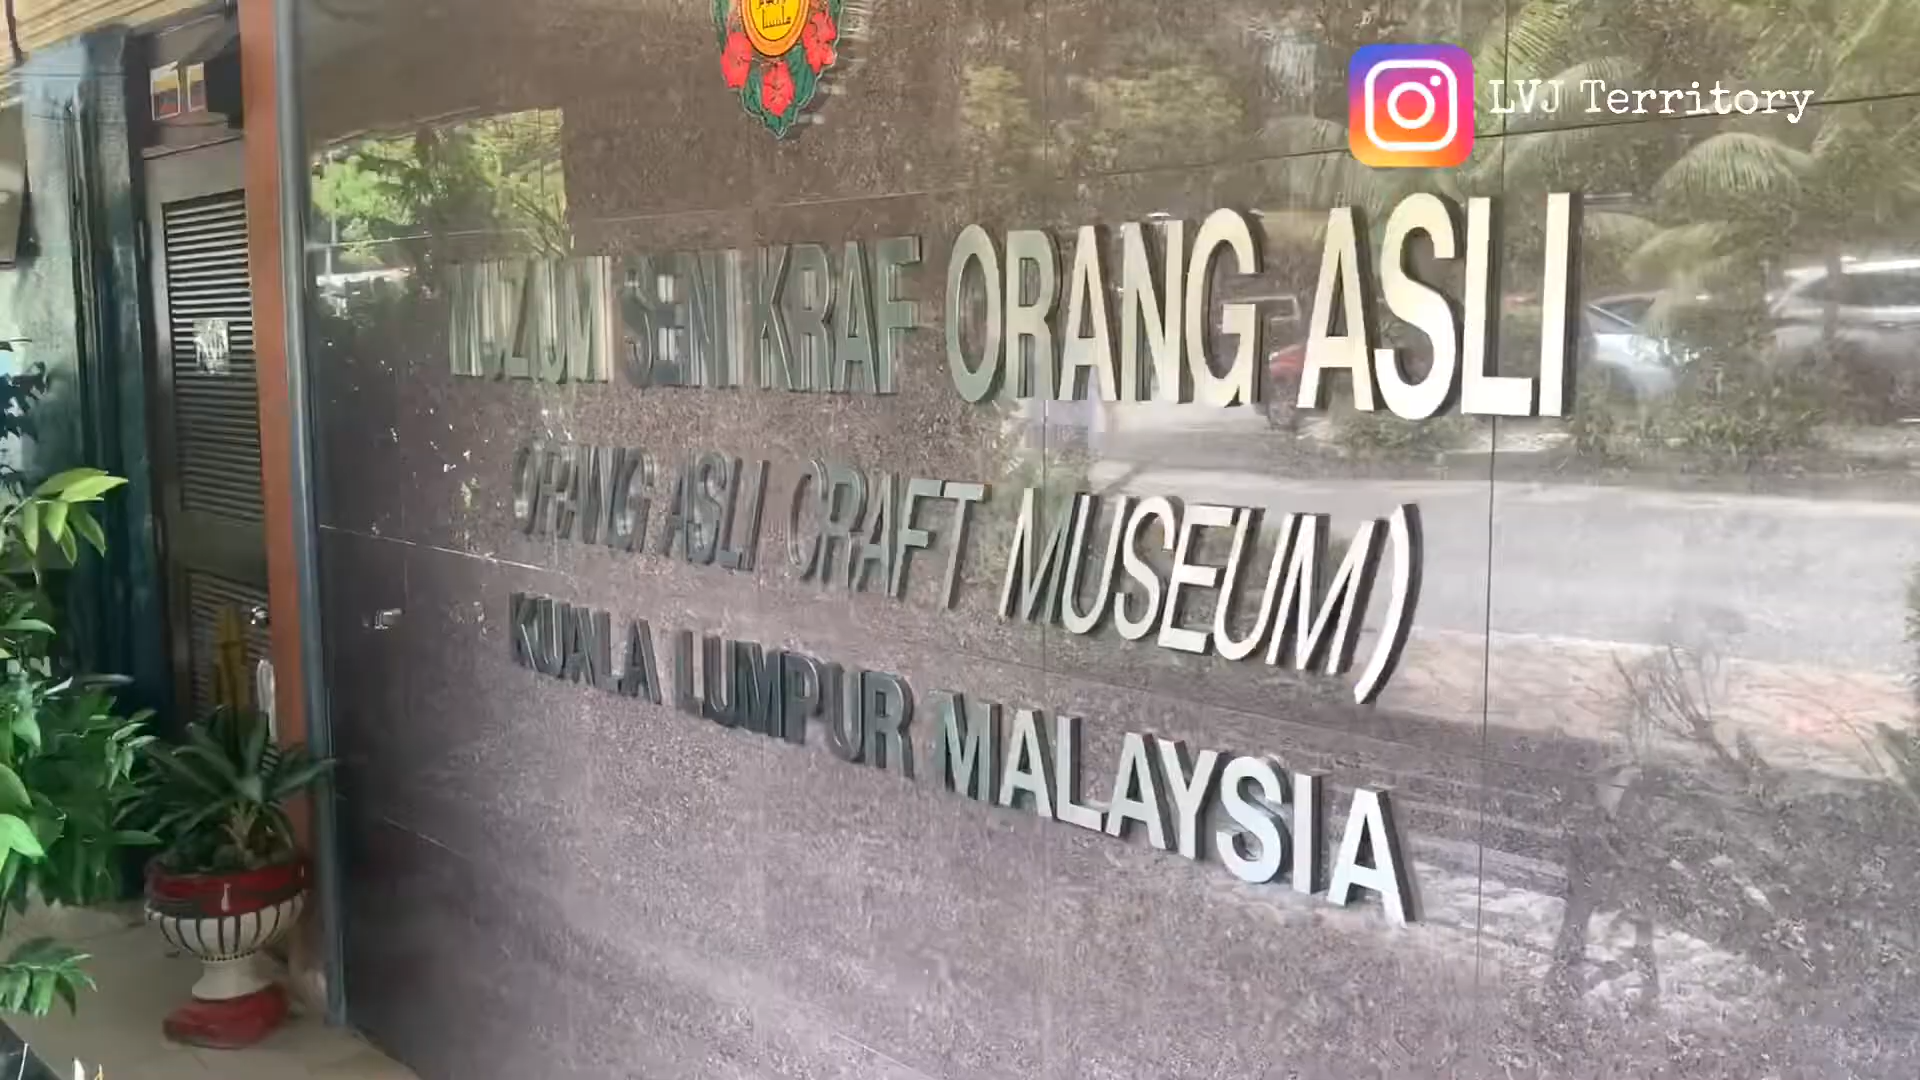 LVJ Territory
MUZIUM SENI KRAF ORANG ASLI
ORANG ASLI CRAFT MUSEUM)
KUALA LUMPUR MALAYSIA